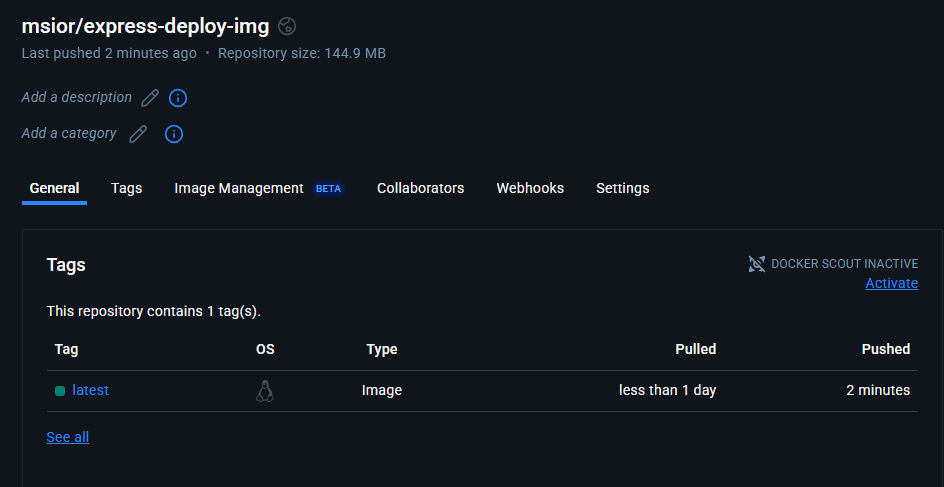 msior/express-deploy-img
Last pushed 2 minutes ago • Repository size: 144.9 MB
Add a description
Add a category
General Tags Image Management BETA Collaborators Webhooks Settings
Tags
DOCKER SCOUT INACTIVE
Activate
This repository contains 1 tag(s).
Tag OS Type Pulled Pushed
latest Image less than 1 day 2 minutes
See all